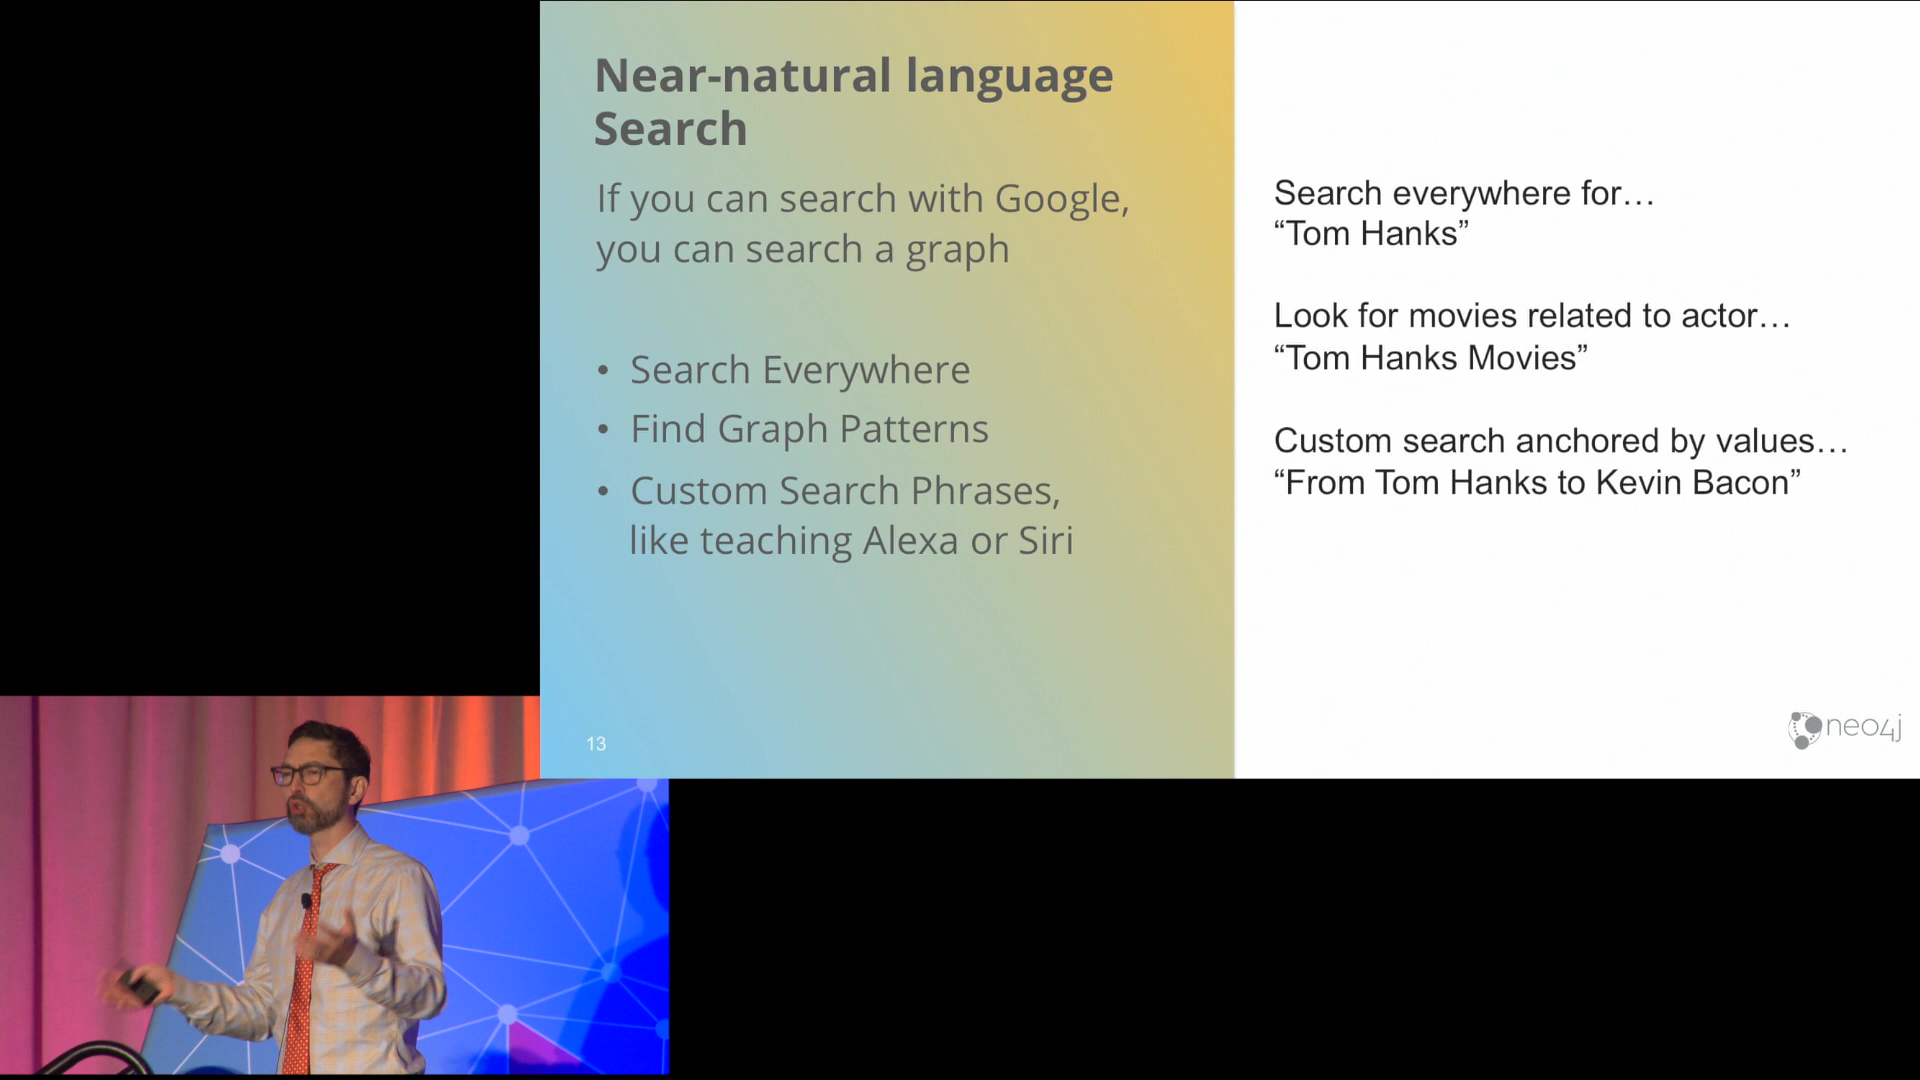 Near-natural language
Search
If you can search with Google,
you can search a graph
• Search Everywhere
• Find Graph Patterns
• Custom Search Phrases,
like teaching Alexa or Siri
13
Search everywhere for…
“Tom Hanks”
Look for movies related to actor…
“Tom Hanks Movies”
Custom search anchored by values…
“From Tom Hanks to Kevin Bacon”
neo4j